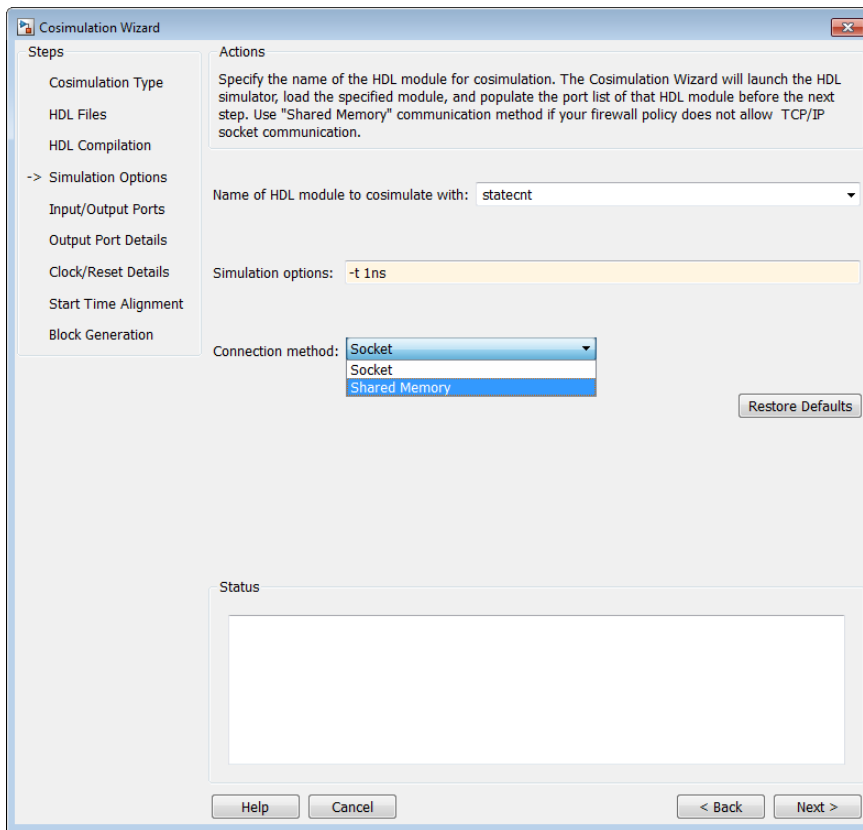 Cosimulation Wizard
Steps
Cosimulation Type
HDL Files
HDL Compilation
-> Simulation Options
Input/Output Ports
Output Port Details
Clock/Reset Details
Start Time Alignment
Block Generation
Actions
Specify the name of the HDL module for cosimulation. The Cosimulation Wizard will launch the HDL
simulator, load the specified module, and populate the port list of that HDL module before the next
step. Use "Shared Memory" communication method if your firewall policy does not allow TCP/IP
socket communication.
Name of HDL module to cosimulate with: statecnt
Simulation options: -t 1ns
Connection method: Socket
Socket
Shared Memory
Restore Defaults
Status
Help Cancel < Back Next >